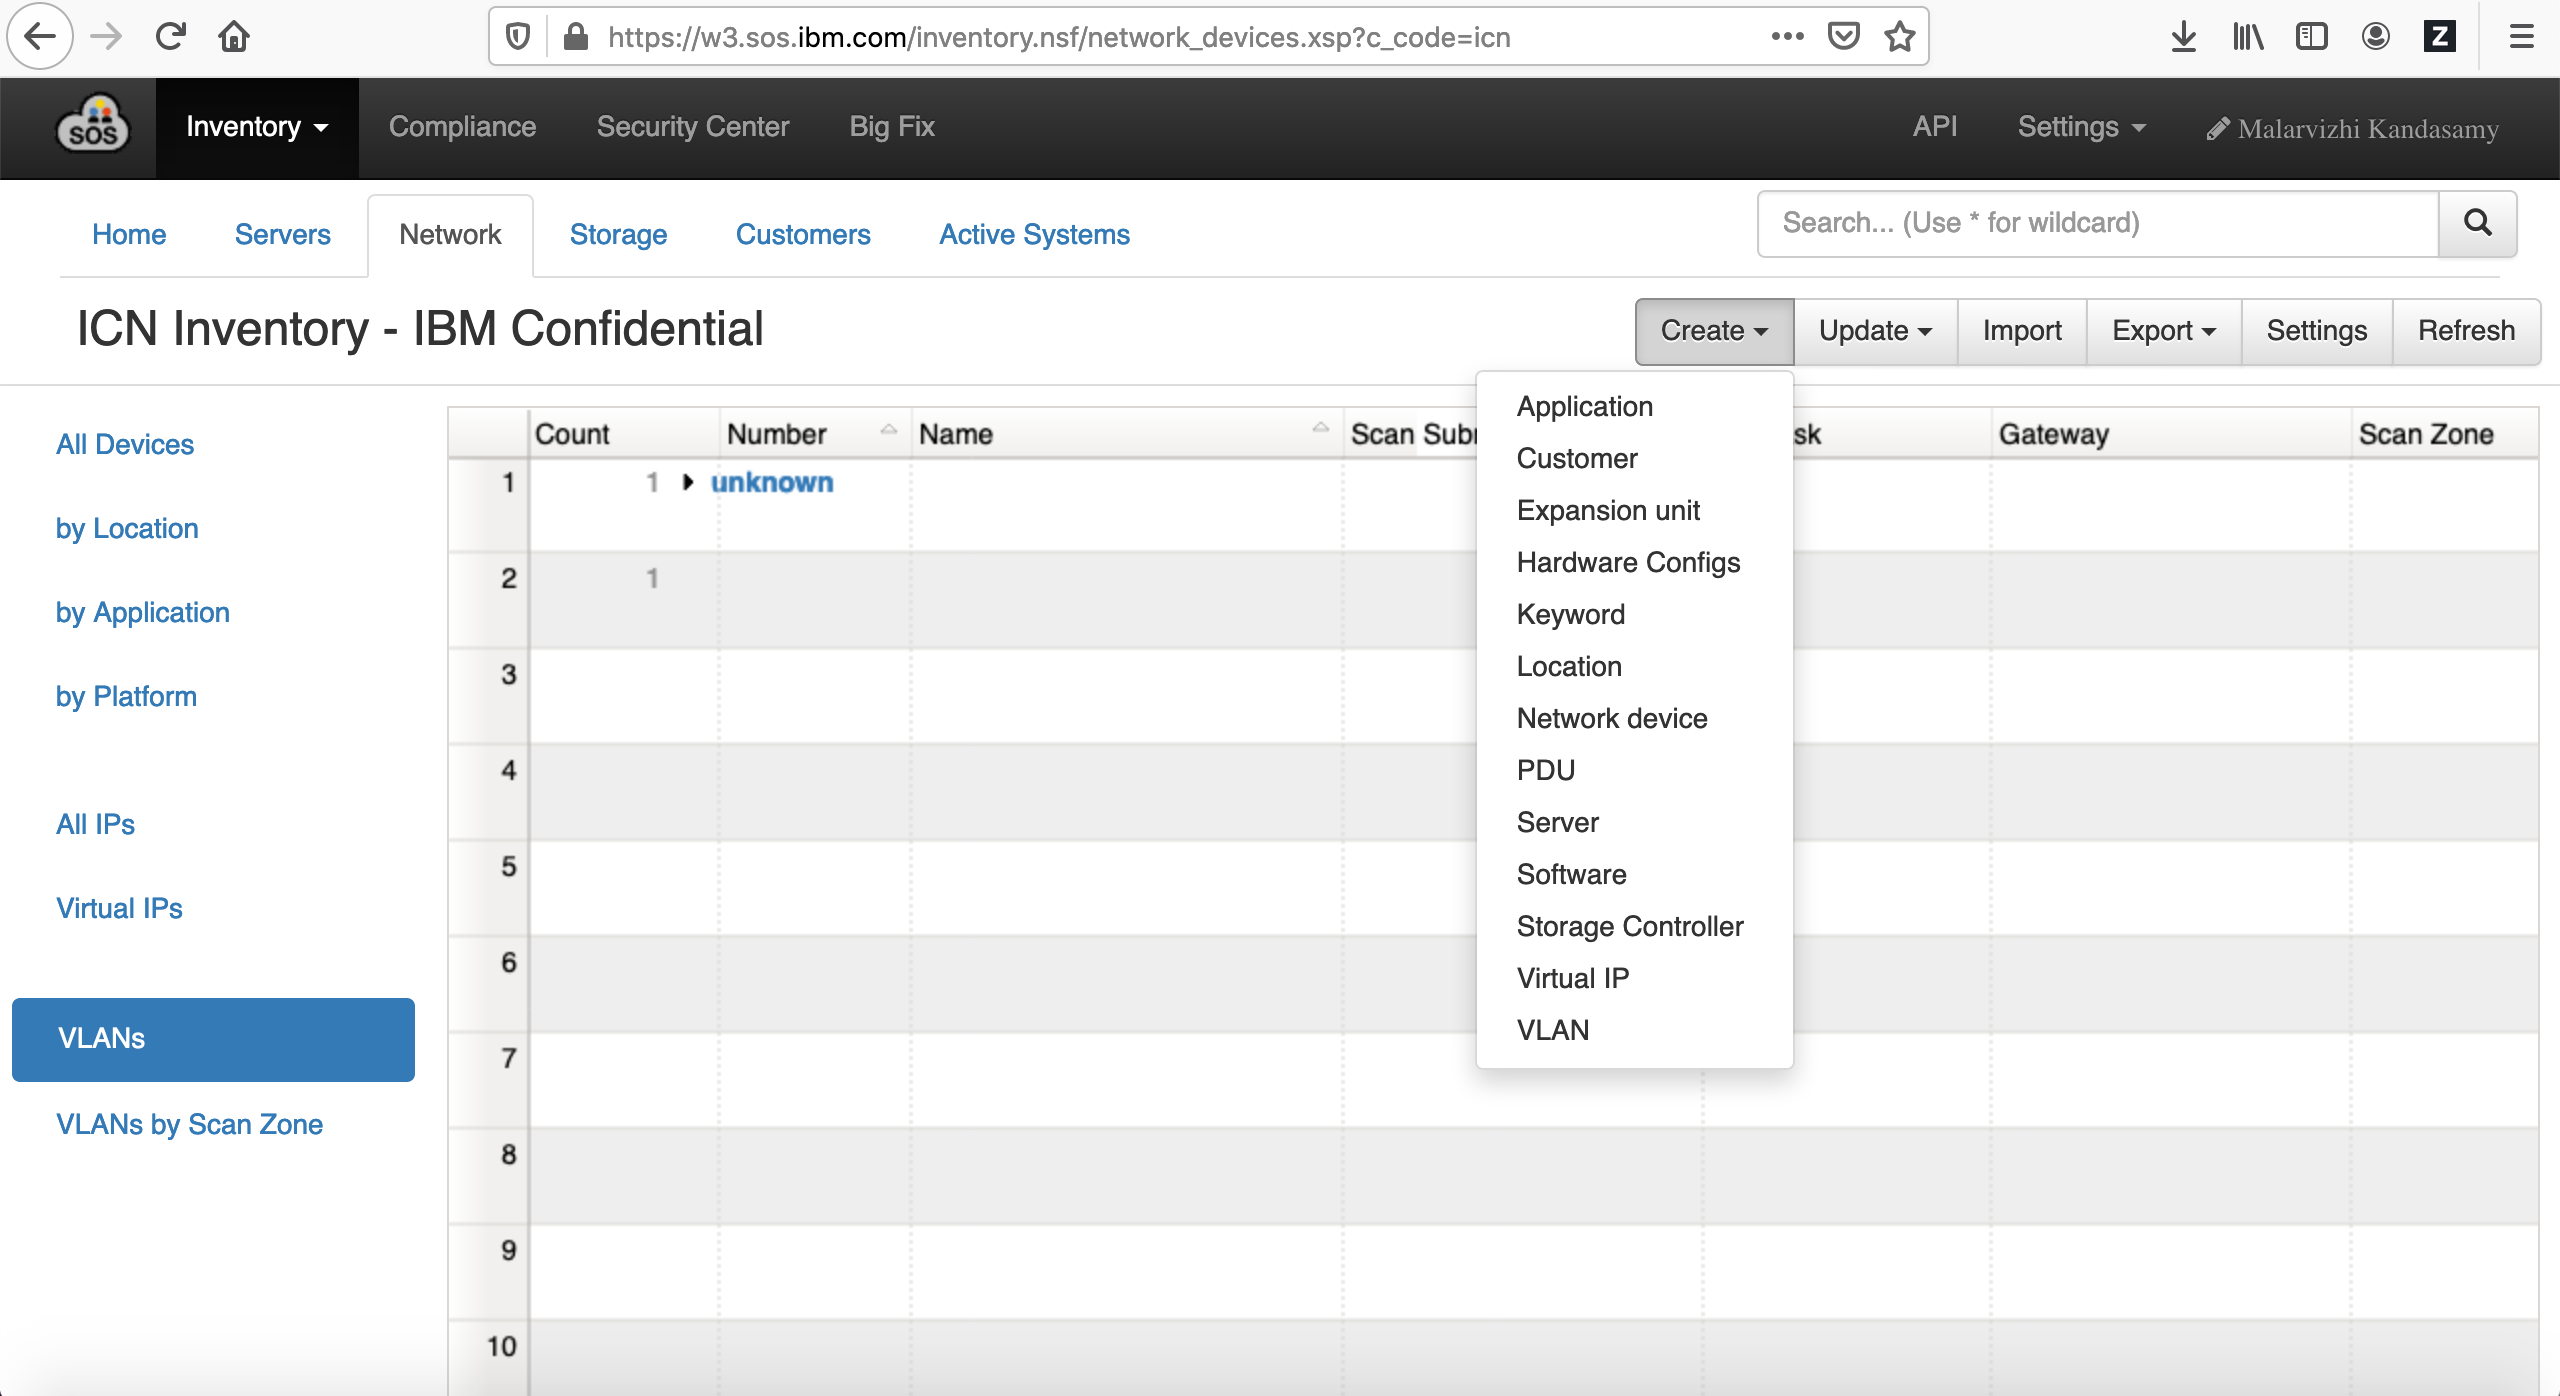 https://w3.sos.ibm.com/inventory.nsf/network_devices.xsp?c_code=icn
Z
SOS
Inventory Compliance Security Center Big Fix API Settings Malarvizhi Kandasamy
Home Servers Network Storage Customers Active Systems Search... (Use * for wildcard)
ICN Inventory - IBM Confidential
Create Update Import Export Settings Refresh
All Devices
by Location
by Application
by Platform
All IPs
Virtual IPs
VLANs
VLANs by Scan Zone
Count Number Name Scan Subn sk Gateway Scan Zone
1 1 unknown
2 1
3
4
5
6
7
8
9
10
Application
Customer
Expansion unit
Hardware Configs
Keyword
Location
Network device
PDU
Server
Software
Storage Controller
Virtual IP
VLAN